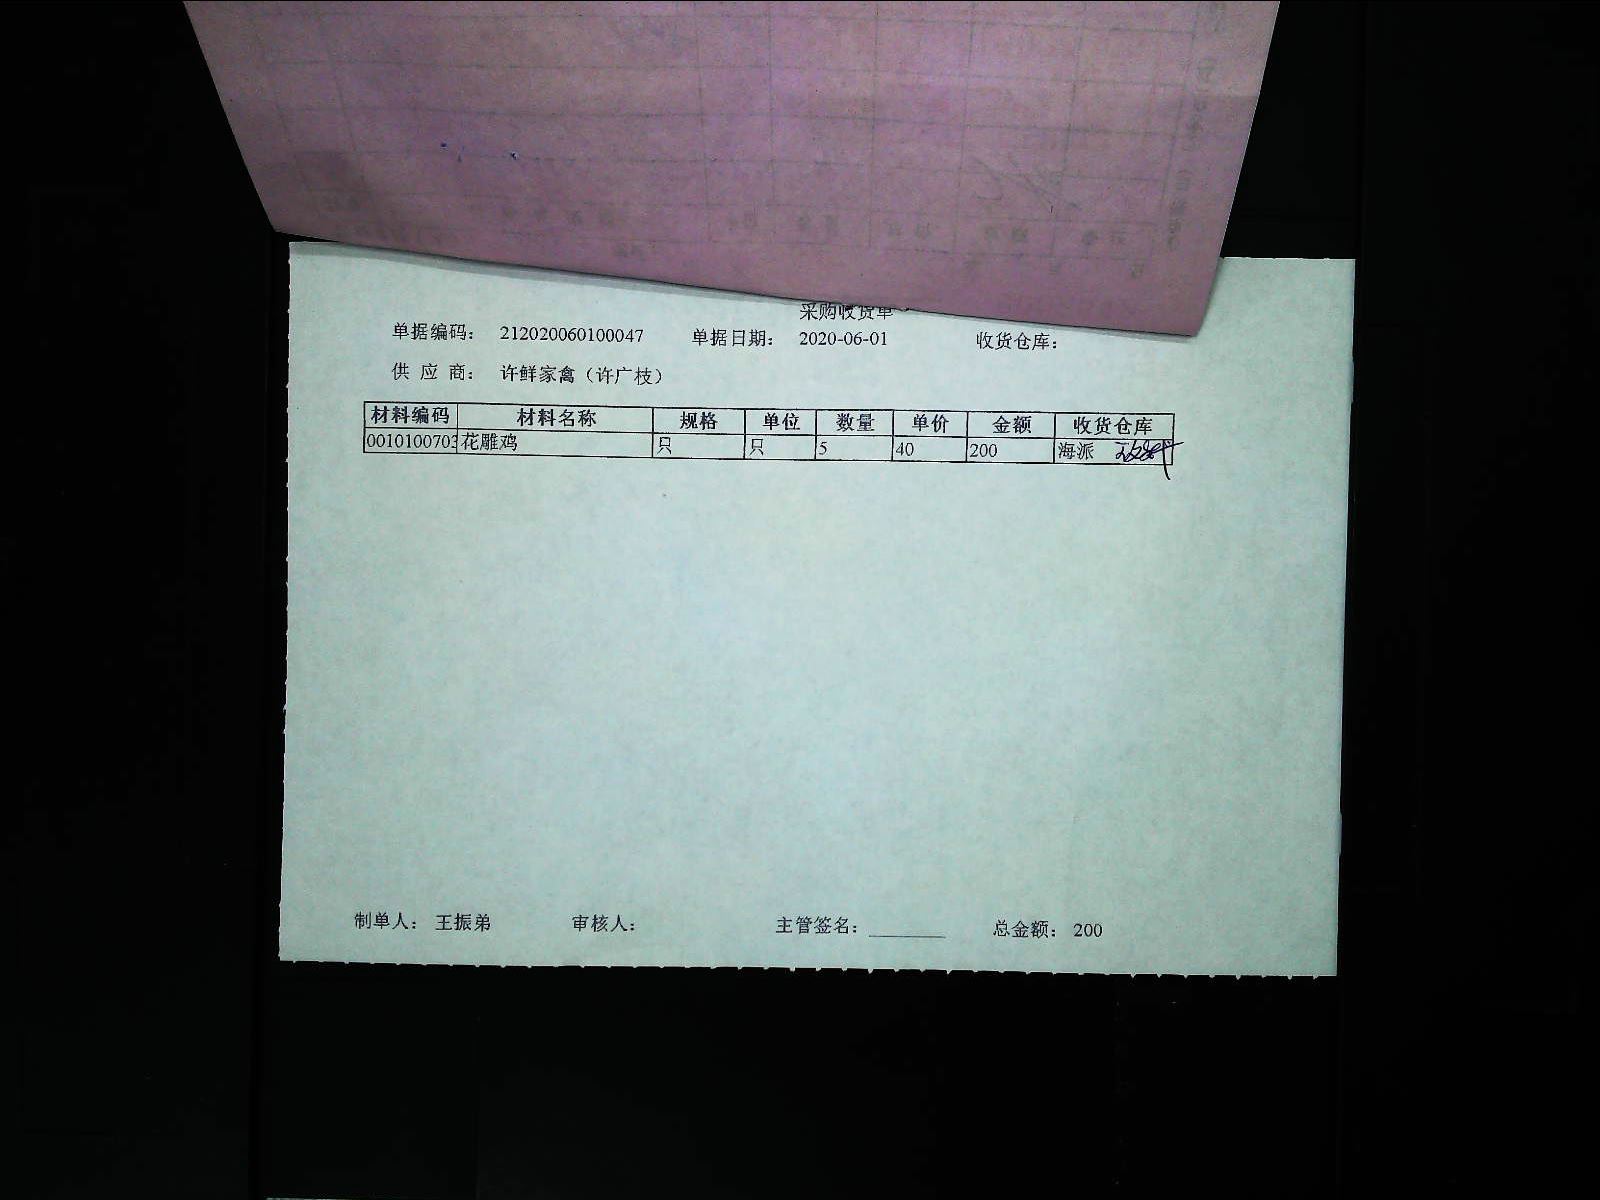 采购收货单
单据编码： 212020060100047 单据日期： 2020-06-01 收货仓库：
供 应 商： 许鲜家禽（许广枝）
材料编码 材料名称 规格 单位 数量 单价 金额 收货仓库
0010100703 花雕鸡 只 只 5 40 200 海派
制单人： 王振弟 审核人： 主管签名： 总金额： 200